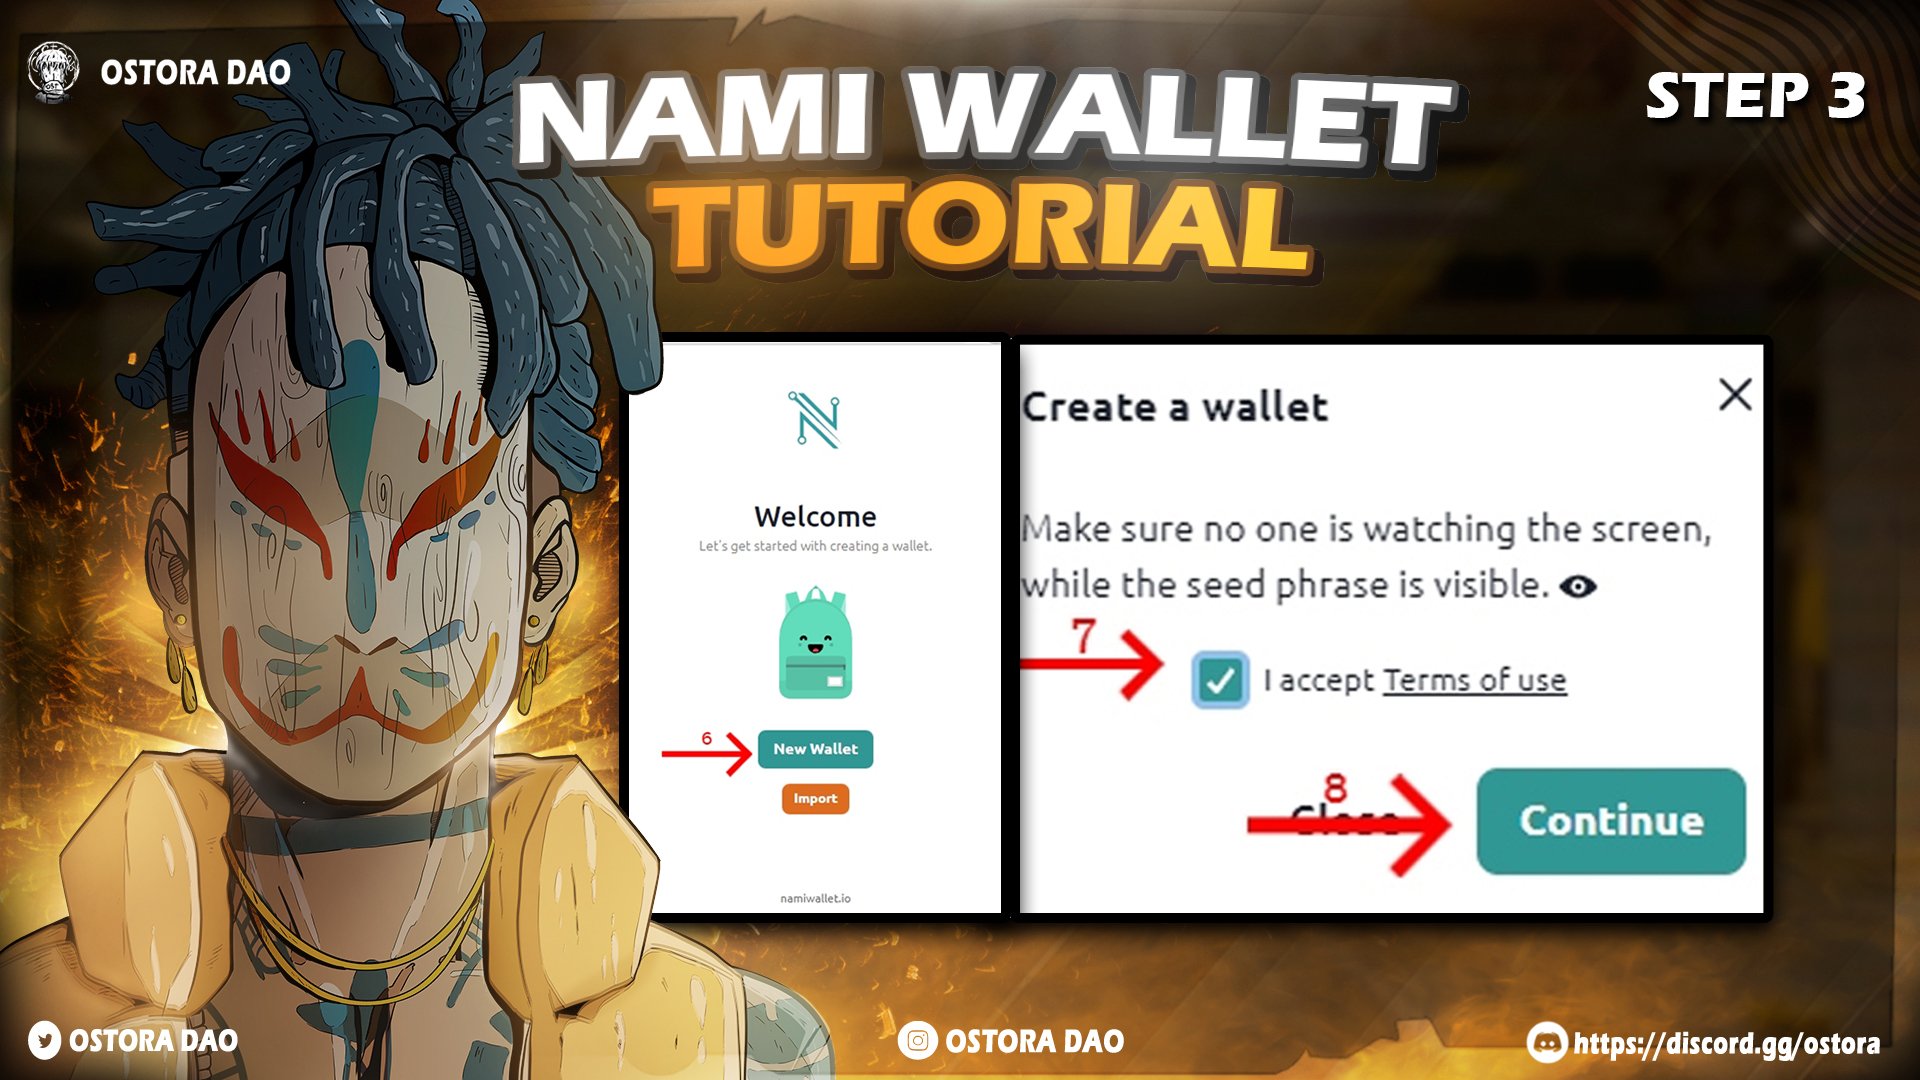 OSTORA DAO
NAMI WALLET
TUTORIAL
STEP 3
Welcome
Let's get started with creating a wallet.
6
New Wallet
Import
namiwallet.io
Create a wallet
Make sure no one is watching the screen,
while the seed phrase is visible.
7
I accept Terms of use
8
Close
Continue
OSTORA DAO
OSTORA DAO
https://discord.gg/ostora